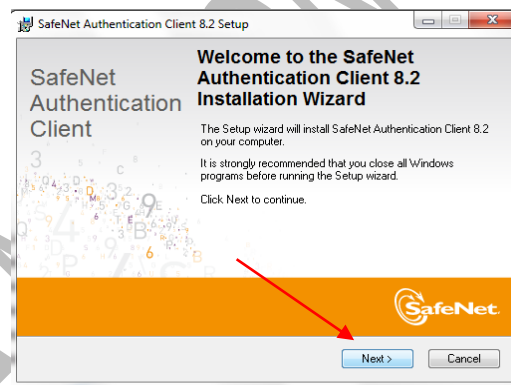 SafeNet Authentication Client 8.2 Setup
SafeNet
Authentication
Client
Welcome to the SafeNet
Authentication Client 8.2
Installation Wizard
The Setup wizard will install SafeNet Authentication Client 8.2
on your computer.
It is strongly recommended that you close all Windows
programs before running the Setup wizard.
Click Next to continue.
SafeNet.
Next >
Cancel